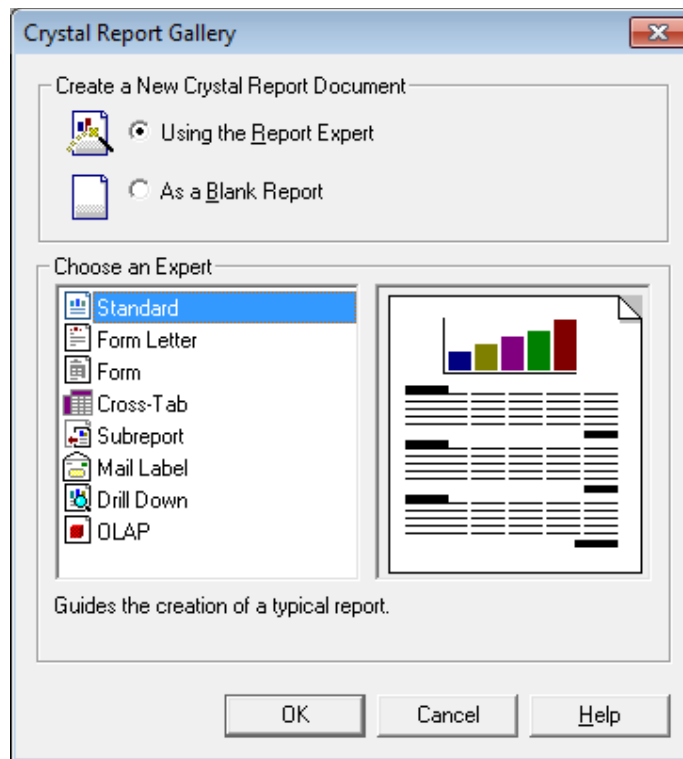 Crystal Report Gallery
Create a New Crystal Report Document
Using the Report Expert
As a Blank Report
Choose an Expert
Standard
Form Letter
Form
Cross-Tab
Subreport
Mail Label
Drill Down
OLAP
Guides the creation of a typical report.
OK Cancel Help